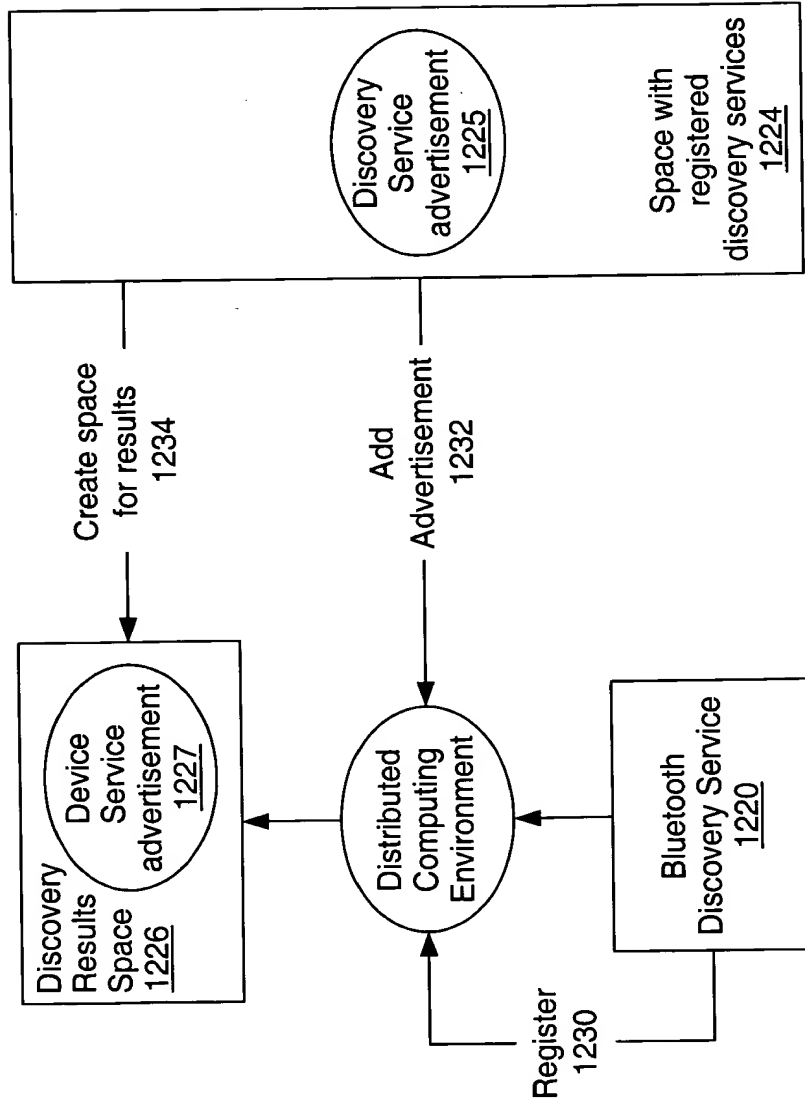 Discovery
Results
Space
1226
Device
Service
advertisement
1227
Create space
for results
1234
Discovery
Service
advertisement
1225
Space with
registered
discovery services
1224
Distributed
Computing
Environment
Add
Advertisement
1232
Register
1230
Bluetooth
Discovery Service
1220